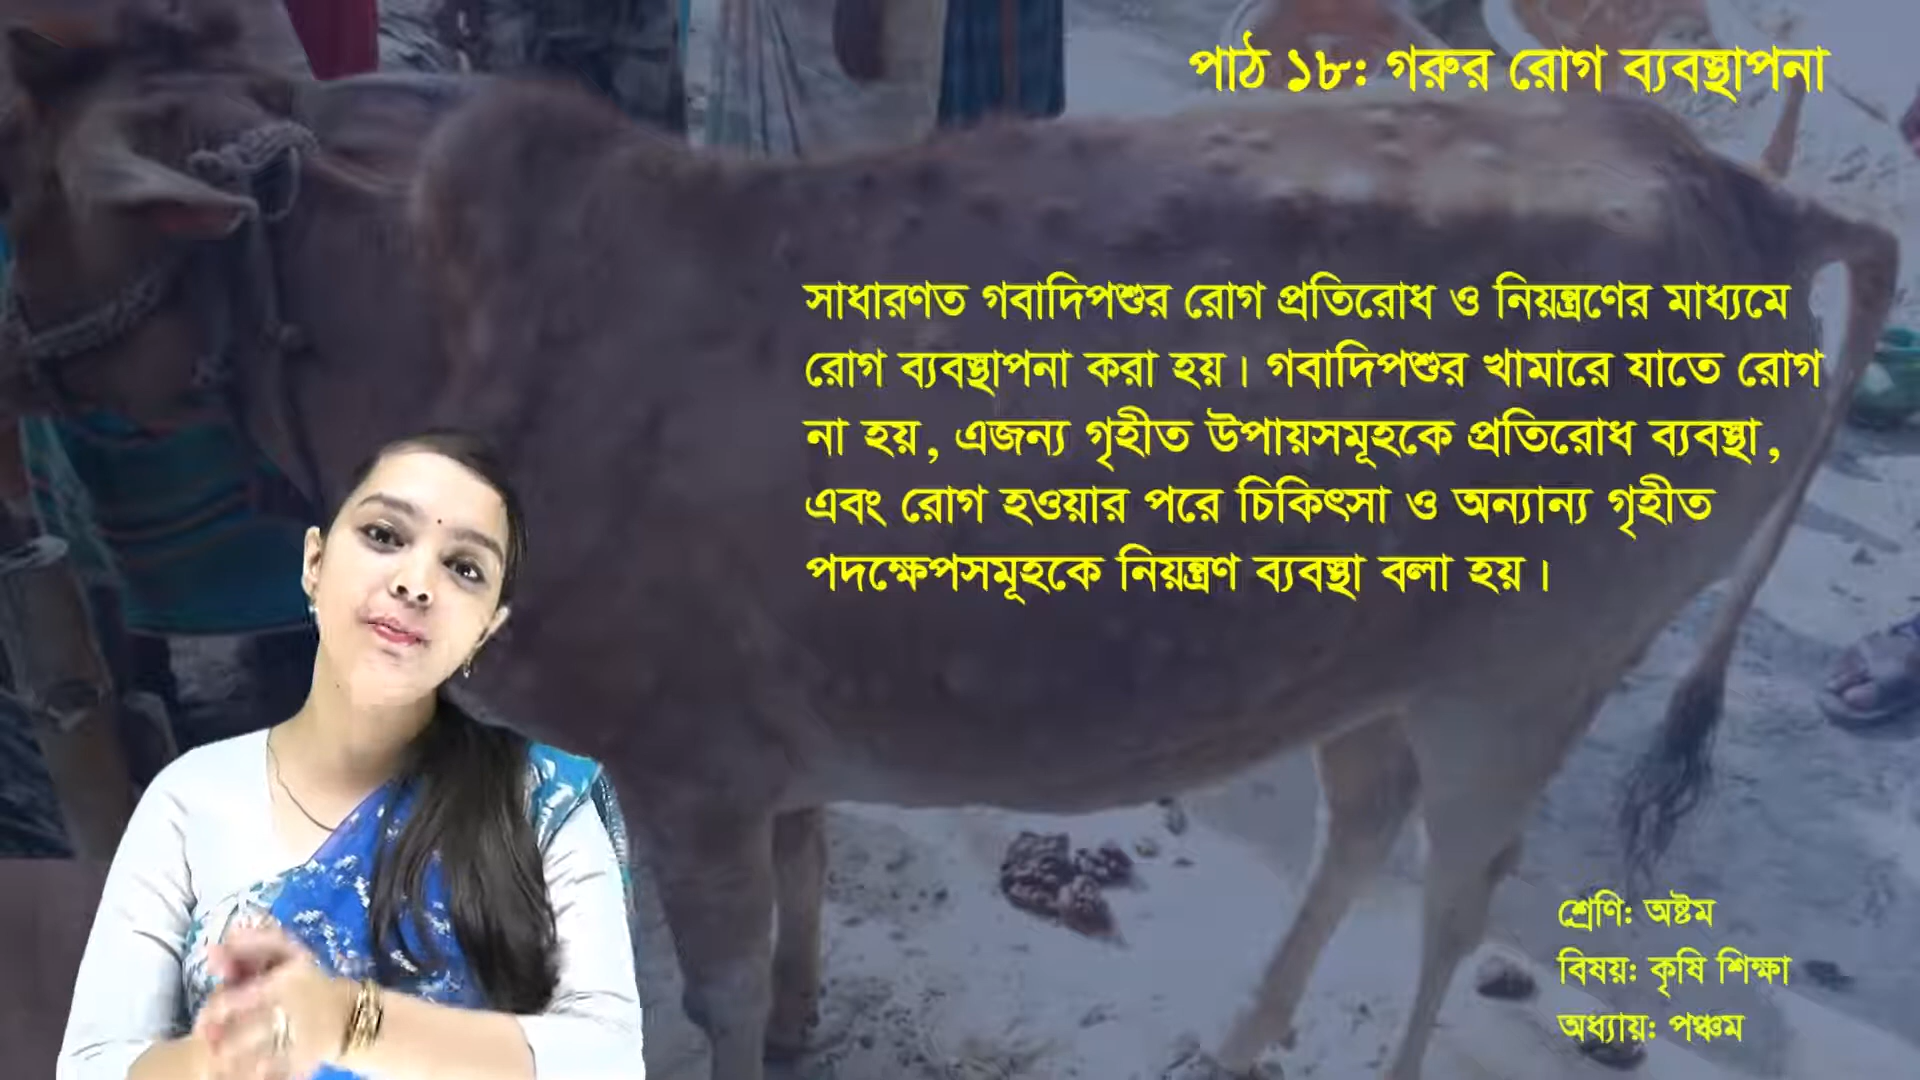 পাঠ ১৮: গরুর রোগ ব্যবস্থাপনা
সাধারণত গবাদিপশুর রোগ প্রতিরোধ ও নিয়ন্ত্রণের মাধ্যমে
রোগ ব্যবস্থাপনা করা হয়। গবাদিপশুর খামারে যাতে রোগ
না হয়, এজন্য গৃহীত উপায়সমূহকে প্রতিরোধ ব্যবস্থা,
এবং রোগ হওয়ার পরে চিকিৎসা ও অন্যান্য গৃহীত
পদক্ষেপসমূহকে নিয়ন্ত্রণ ব্যবস্থা বলা হয়।
শ্রেণি: অষ্টম
বিষয়: কৃষি শিক্ষা
অধ্যায়: পঞ্চম